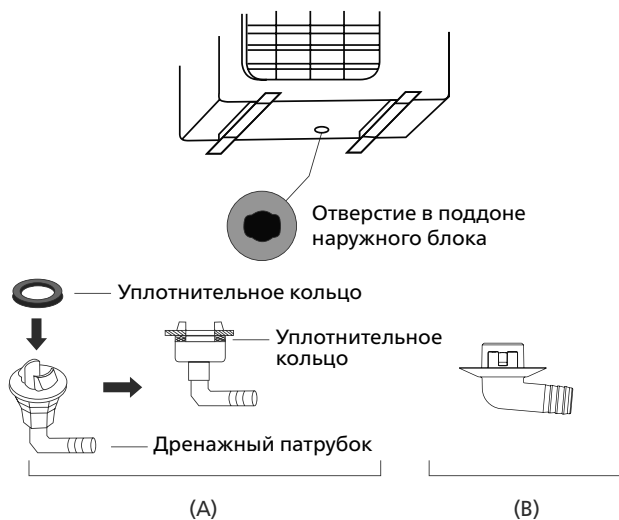 Отверстие в поддоне
наружного блока
Уплотнительное кольцо
Уплотнительное
кольцо
Дренажный патрубок
(A)
(B)